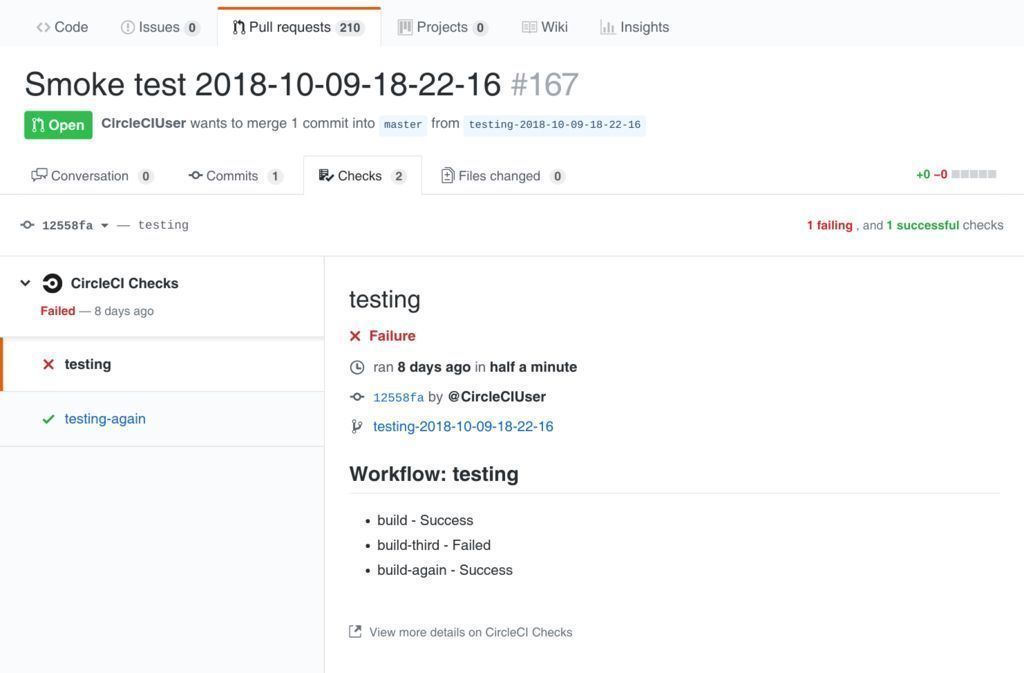 Code Issues 0 Pull requests 210 Projects 0 Wiki Insights
Smoke test 2018-10-09-18-22-16 #167
Open CircleCIUser wants to merge 1 commit into master from testing-2018-10-09-18-22-16
Conversation 0 Commits 1 Checks 2 Files changed 0 +0 −0
12558fa — testing 1 failing , and 1 successful checks
CircleCI Checks
Failed — 8 days ago
testing
testing-again
testing
Failure
ran 8 days ago in half a minute
12558fa by @CircleCIUser
testing-2018-10-09-18-22-16
Workflow: testing
• build - Success
• build-third - Failed
• build-again - Success
View more details on CircleCI Checks